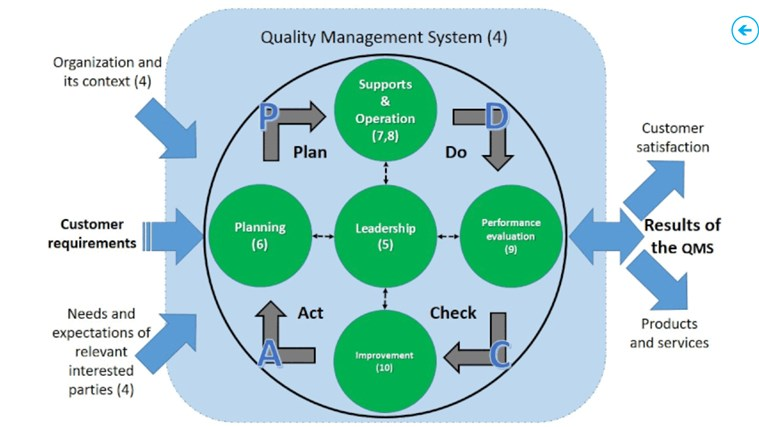 Quality Management System (4)
Organization and
its context (4)
Customer
requirements
Needs and
expectations of
relevant
interested
parties (4)
P
Plan
Supports
&
Operation
(7,8)
D
Do
Planning
(6)
Leadership
(5)
Performance
evaluation
(9)
Act
A
Check
C
Improvement
(10)
Customer
satisfaction
Results of
the QMS
Products
and services